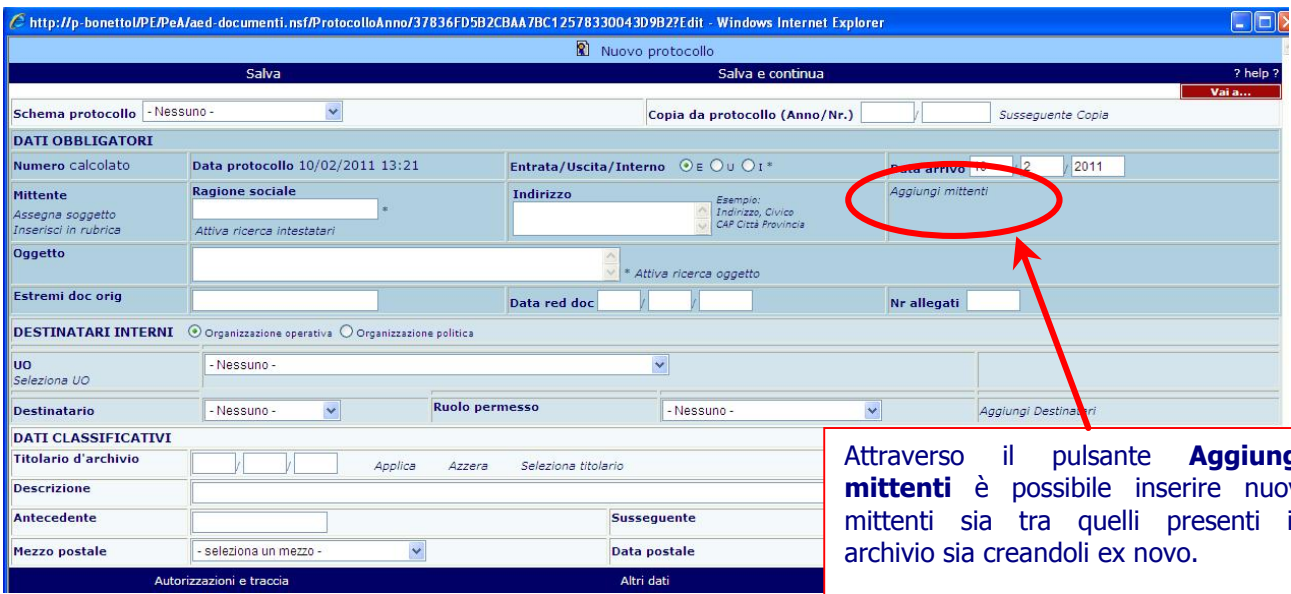 http://p-bonettol/PE/PeA/aed-documenti.nsf/ProtocolloAnno/37836FD5B2CBAA7BC12578330043D9B2?Edit - Windows Internet Explorer
Nuovo protocollo
Salva Salva e continua ? help ?
Vai a...
Schema protocollo - Nessuno - Copia da protocollo (Anno/Nr.) / Susseguente Copia
DATI OBBLIGATORI
Numero calcolato Data protocollo 10/02/2011 13:21 Entrata/Uscita/Interno E U I * Data arrivo 10 / 2 / 2011
Mittente Ragione sociale Indirizzo Esempio: Aggiungi mittenti
Assegna soggetto * Indirizzo, Civico
Inserisci in rubrica Attiva ricerca intestatari CAP Città Provincia
Oggetto
* Attiva ricerca oggetto
Estremi doc orig Data red doc / / Nr allegati
DESTINATARI INTERNI Organizzazione operativa Organizzazione politica
UO - Nessuno -
Seleziona UO
Destinatario - Nessuno - Ruolo permesso - Nessuno - Aggiungi Destinatari
DATI CLASSIFICATIVI
Titolario d'archivio / / Applica Azzera Seleziona titolario
Descrizione
Antecedente Susseguente
Mezzo postale - seleziona un mezzo - Data postale
Autorizzazioni e traccia Altri dati
Attraverso il pulsante Aggiung
mittenti è possibile inserire nuov
mittenti sia tra quelli presenti i
archivio sia creandoli ex novo.